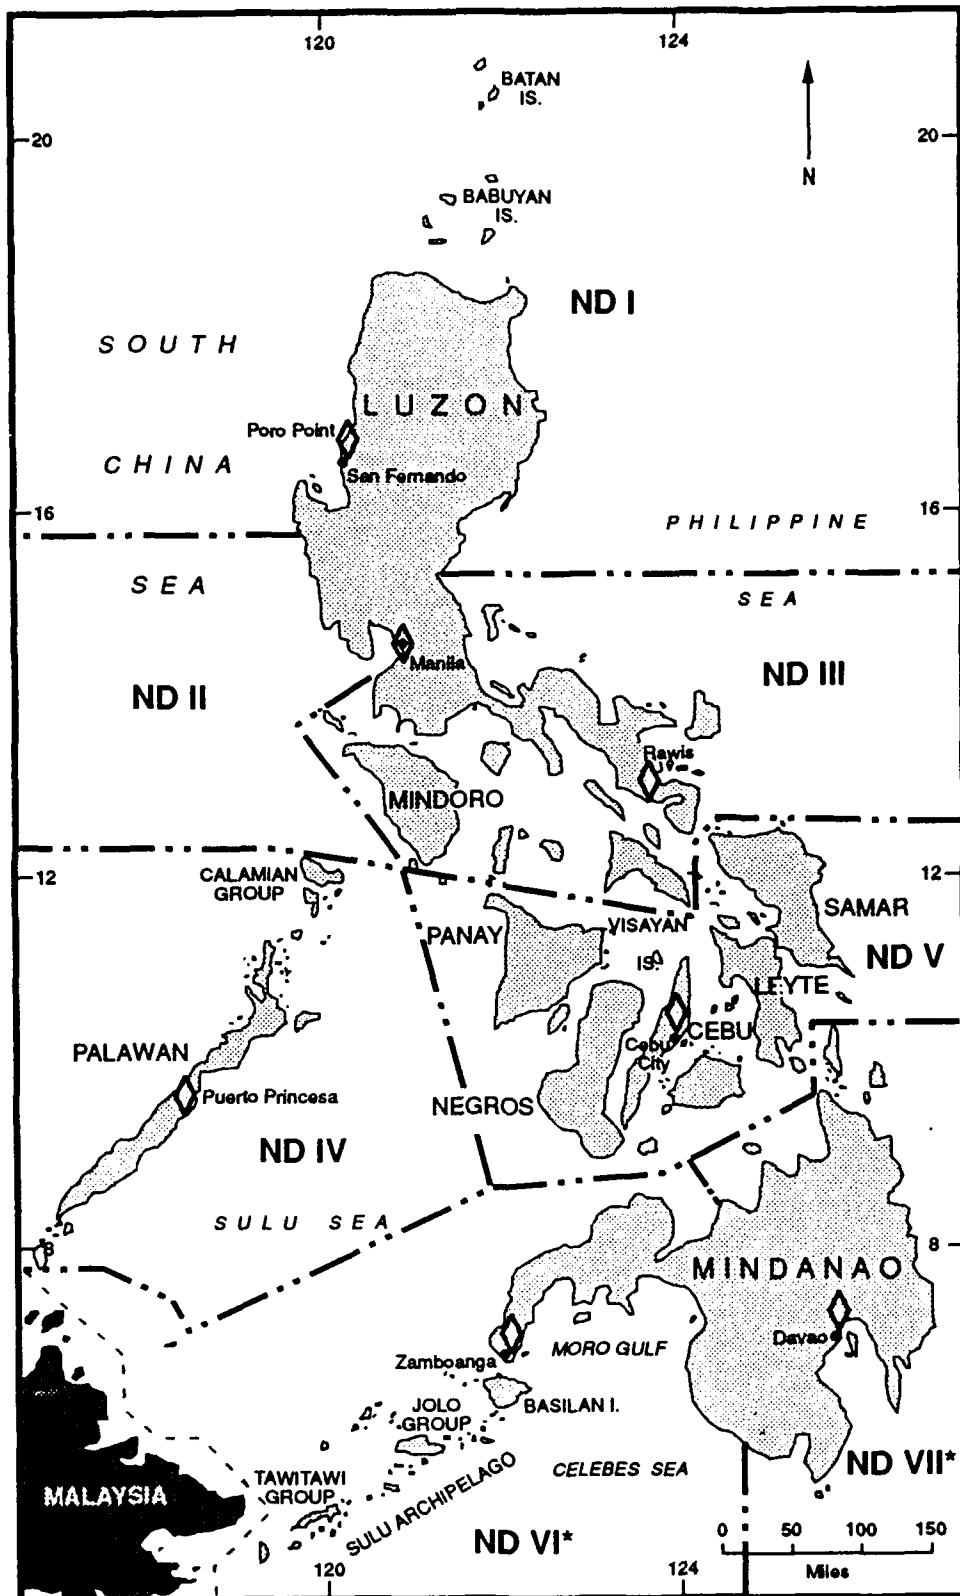 120
124
BATAN
IS.
20
20
N
BABUYAN
IS.
ND I
SOUTH
LUZON
Poro Point
CHINA
San Fernando
16
16
PHILIPPINE
SEA
SEA
Manila
ND II
ND III
Rawis
MINDORO
12
12
CALAMIAN
GROUP
SAMAR
PANAY
VISAYAN
IS.
ND V
LEYTE
CEBU
Cebu
City
PALAWAN
Puerto Princesa
NEGROS
ND IV
SULU SEA
8
8
MINDANAO
Davao
MORO GULF
Zamboanga
BASILAN I.
JOLO
GROUP
ND VII*
CELEBES SEA
TAWITAWI
GROUP
MALAYSIA
SULU ARCHIPELAGO
ND VI*
0 50 100 150
Miles
120
124